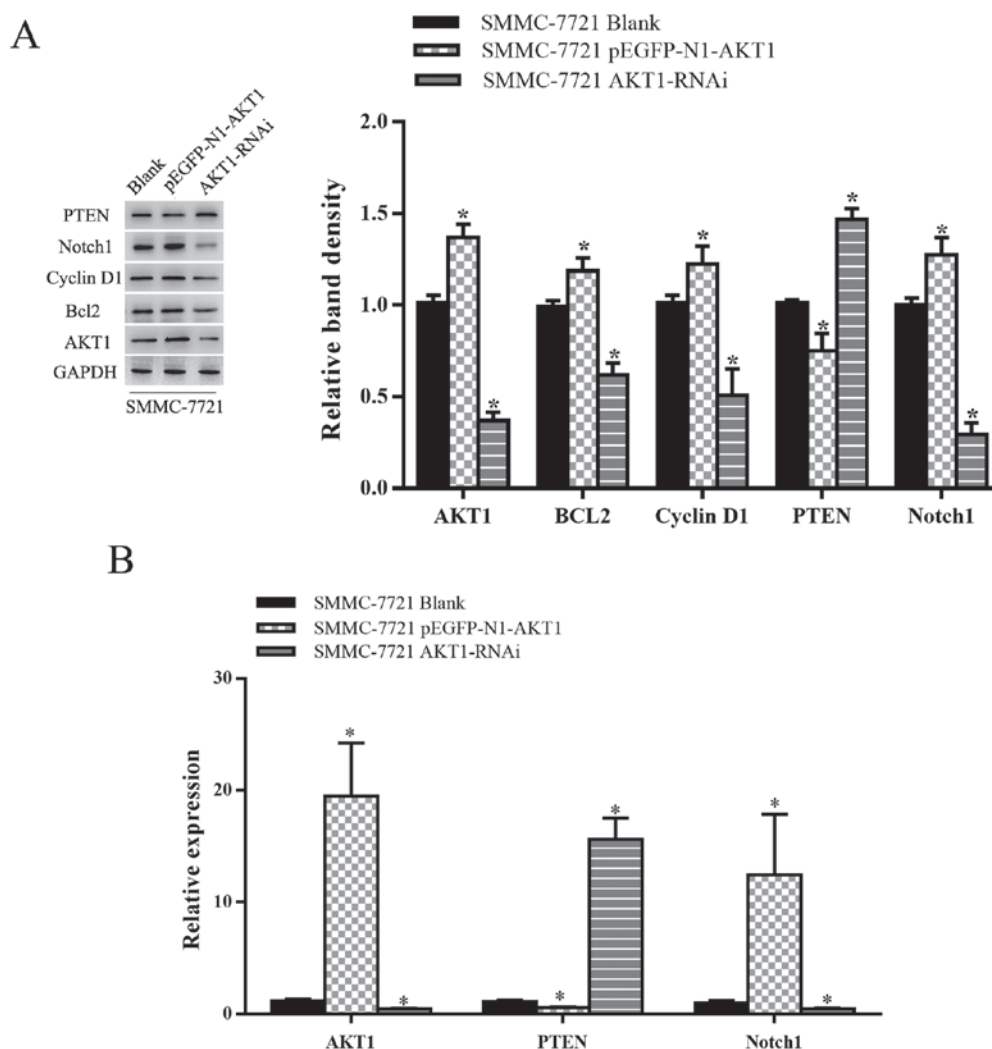 A
SMMC-7721 Blank
SMMC-7721 pEGFP-N1-AKT1
SMMC-7721 AKT1-RNAi
Blank
pEGFP-N1-AKT1
AKT1-RNAi
PTEN
Notch1
Cyclin D1
Bcl2
AKT1
GAPDH
SMMC-7721
Relative band density
2.0
1.5
1.0
0.5
0.0
* * * * * * * * * *
AKT1 BCL2 Cyclin D1 PTEN Notch1
B
SMMC-7721 Blank
SMMC-7721 pEGFP-N1-AKT1
SMMC-7721 AKT1-RNAi
Relative expression
30
20
10
0
* * * * * *
AKT1 PTEN Notch1